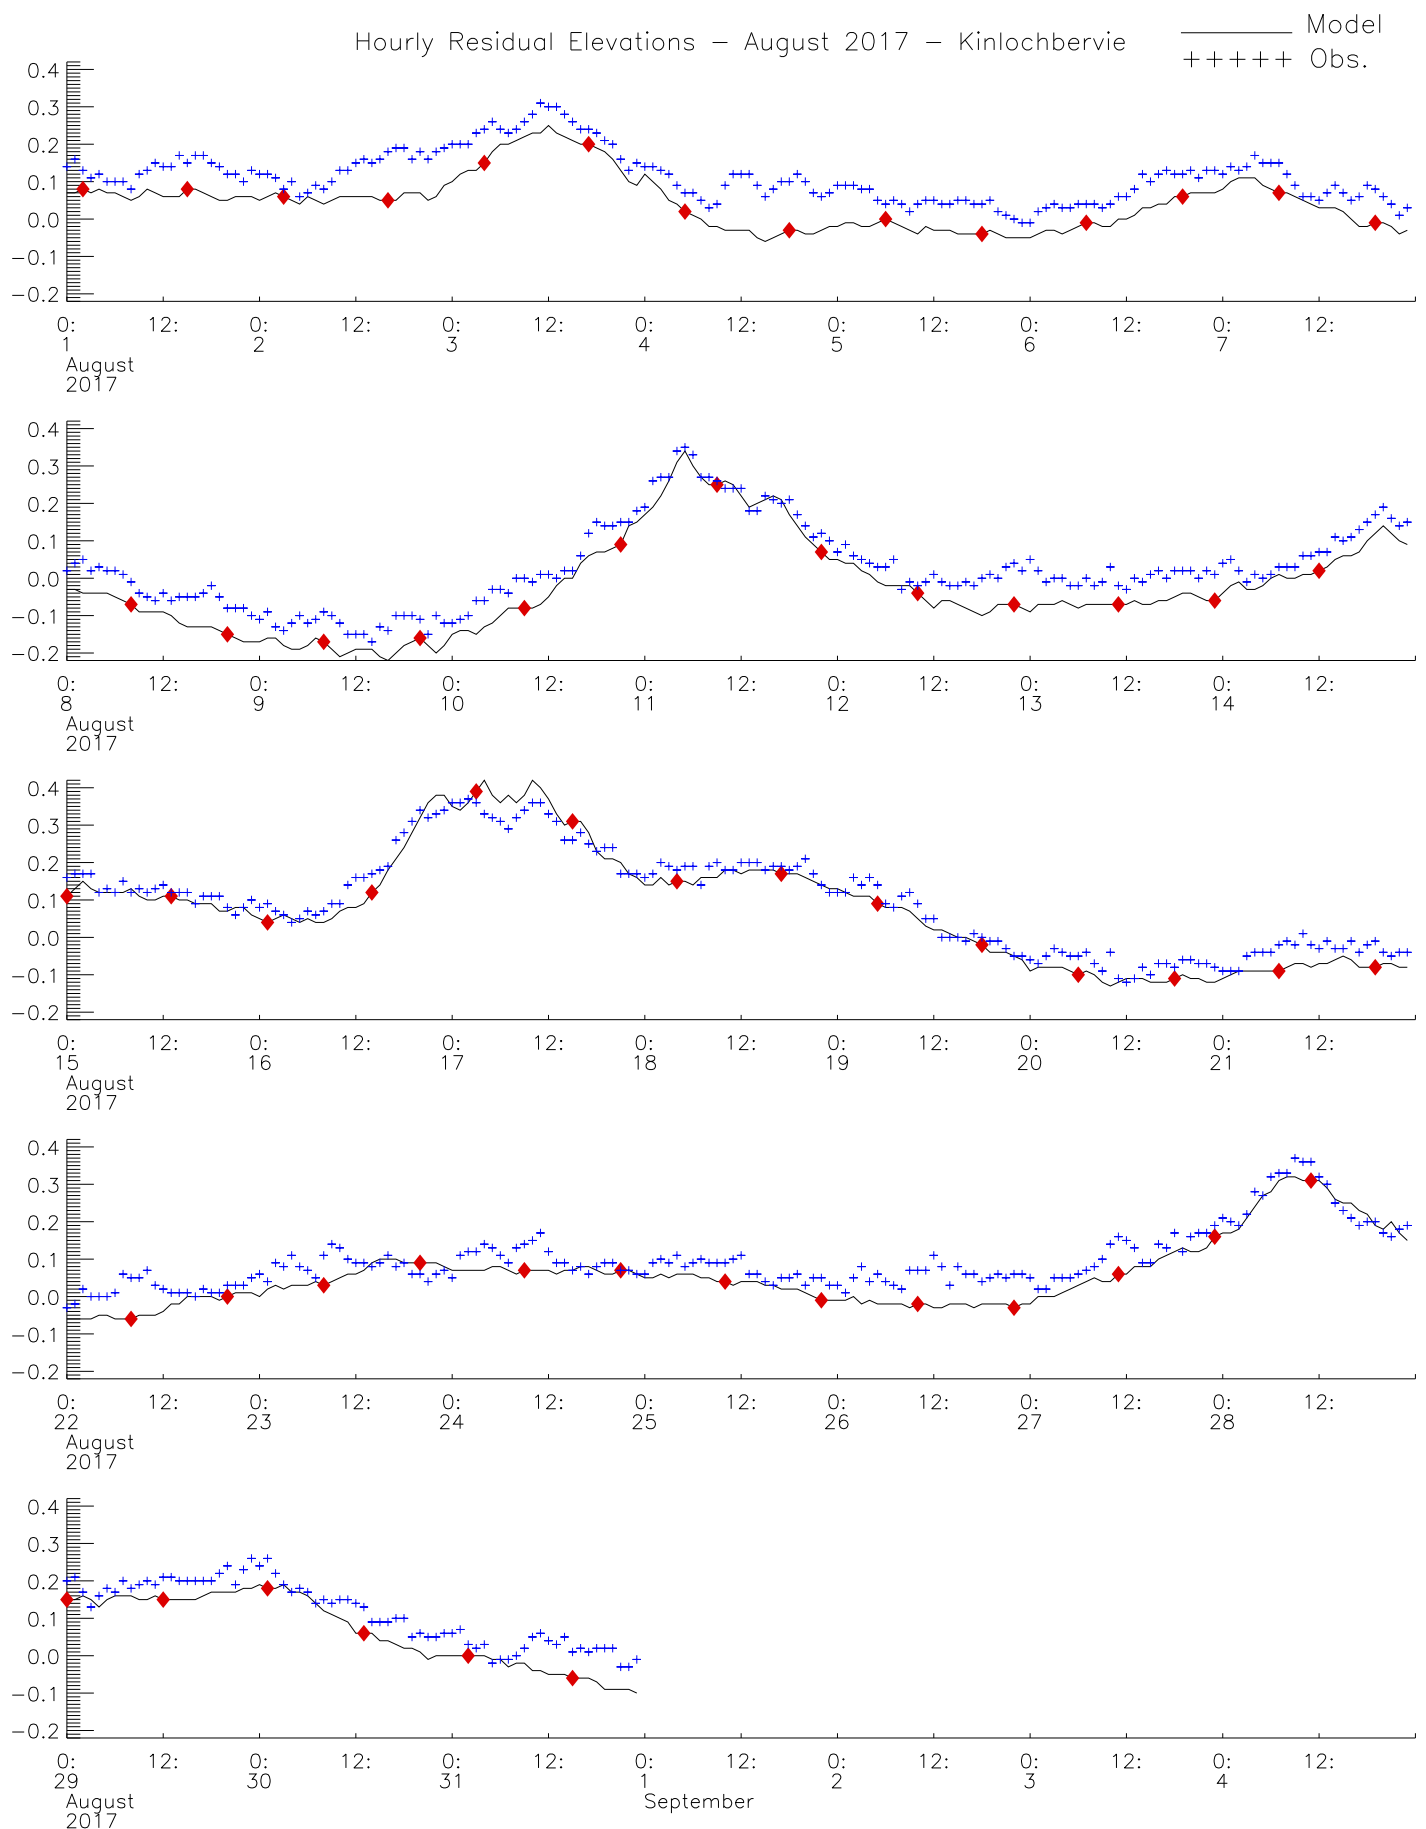 Hourly Residual Elevations − August 2017 − Kinlochbervie
Model
+++++ Obs.
0.4
0.3
0.2
0.1
0.0
−0.1
−0.2
0: 12: 0: 12: 0: 12: 0: 12: 0: 12: 0: 12: 0: 12:
1 2 3 4 5 6 7
August
2017
0.4
0.3
0.2
0.1
0.0
−0.1
−0.2
0: 12: 0: 12: 0: 12: 0: 12: 0: 12: 0: 12: 0: 12:
8 9 10 11 12 13 14
August
2017
0.4
0.3
0.2
0.1
0.0
−0.1
−0.2
0: 12: 0: 12: 0: 12: 0: 12: 0: 12: 0: 12: 0: 12:
15 16 17 18 19 20 21
August
2017
0.4
0.3
0.2
0.1
0.0
−0.1
−0.2
0: 12: 0: 12: 0: 12: 0: 12: 0: 12: 0: 12: 0: 12:
22 23 24 25 26 27 28
August
2017
0.4
0.3
0.2
0.1
0.0
−0.1
−0.2
0: 12: 0: 12: 0: 12: 0: 12: 0: 12: 0: 12: 0: 12:
29 30 31 1 2 3 4
August September
2017